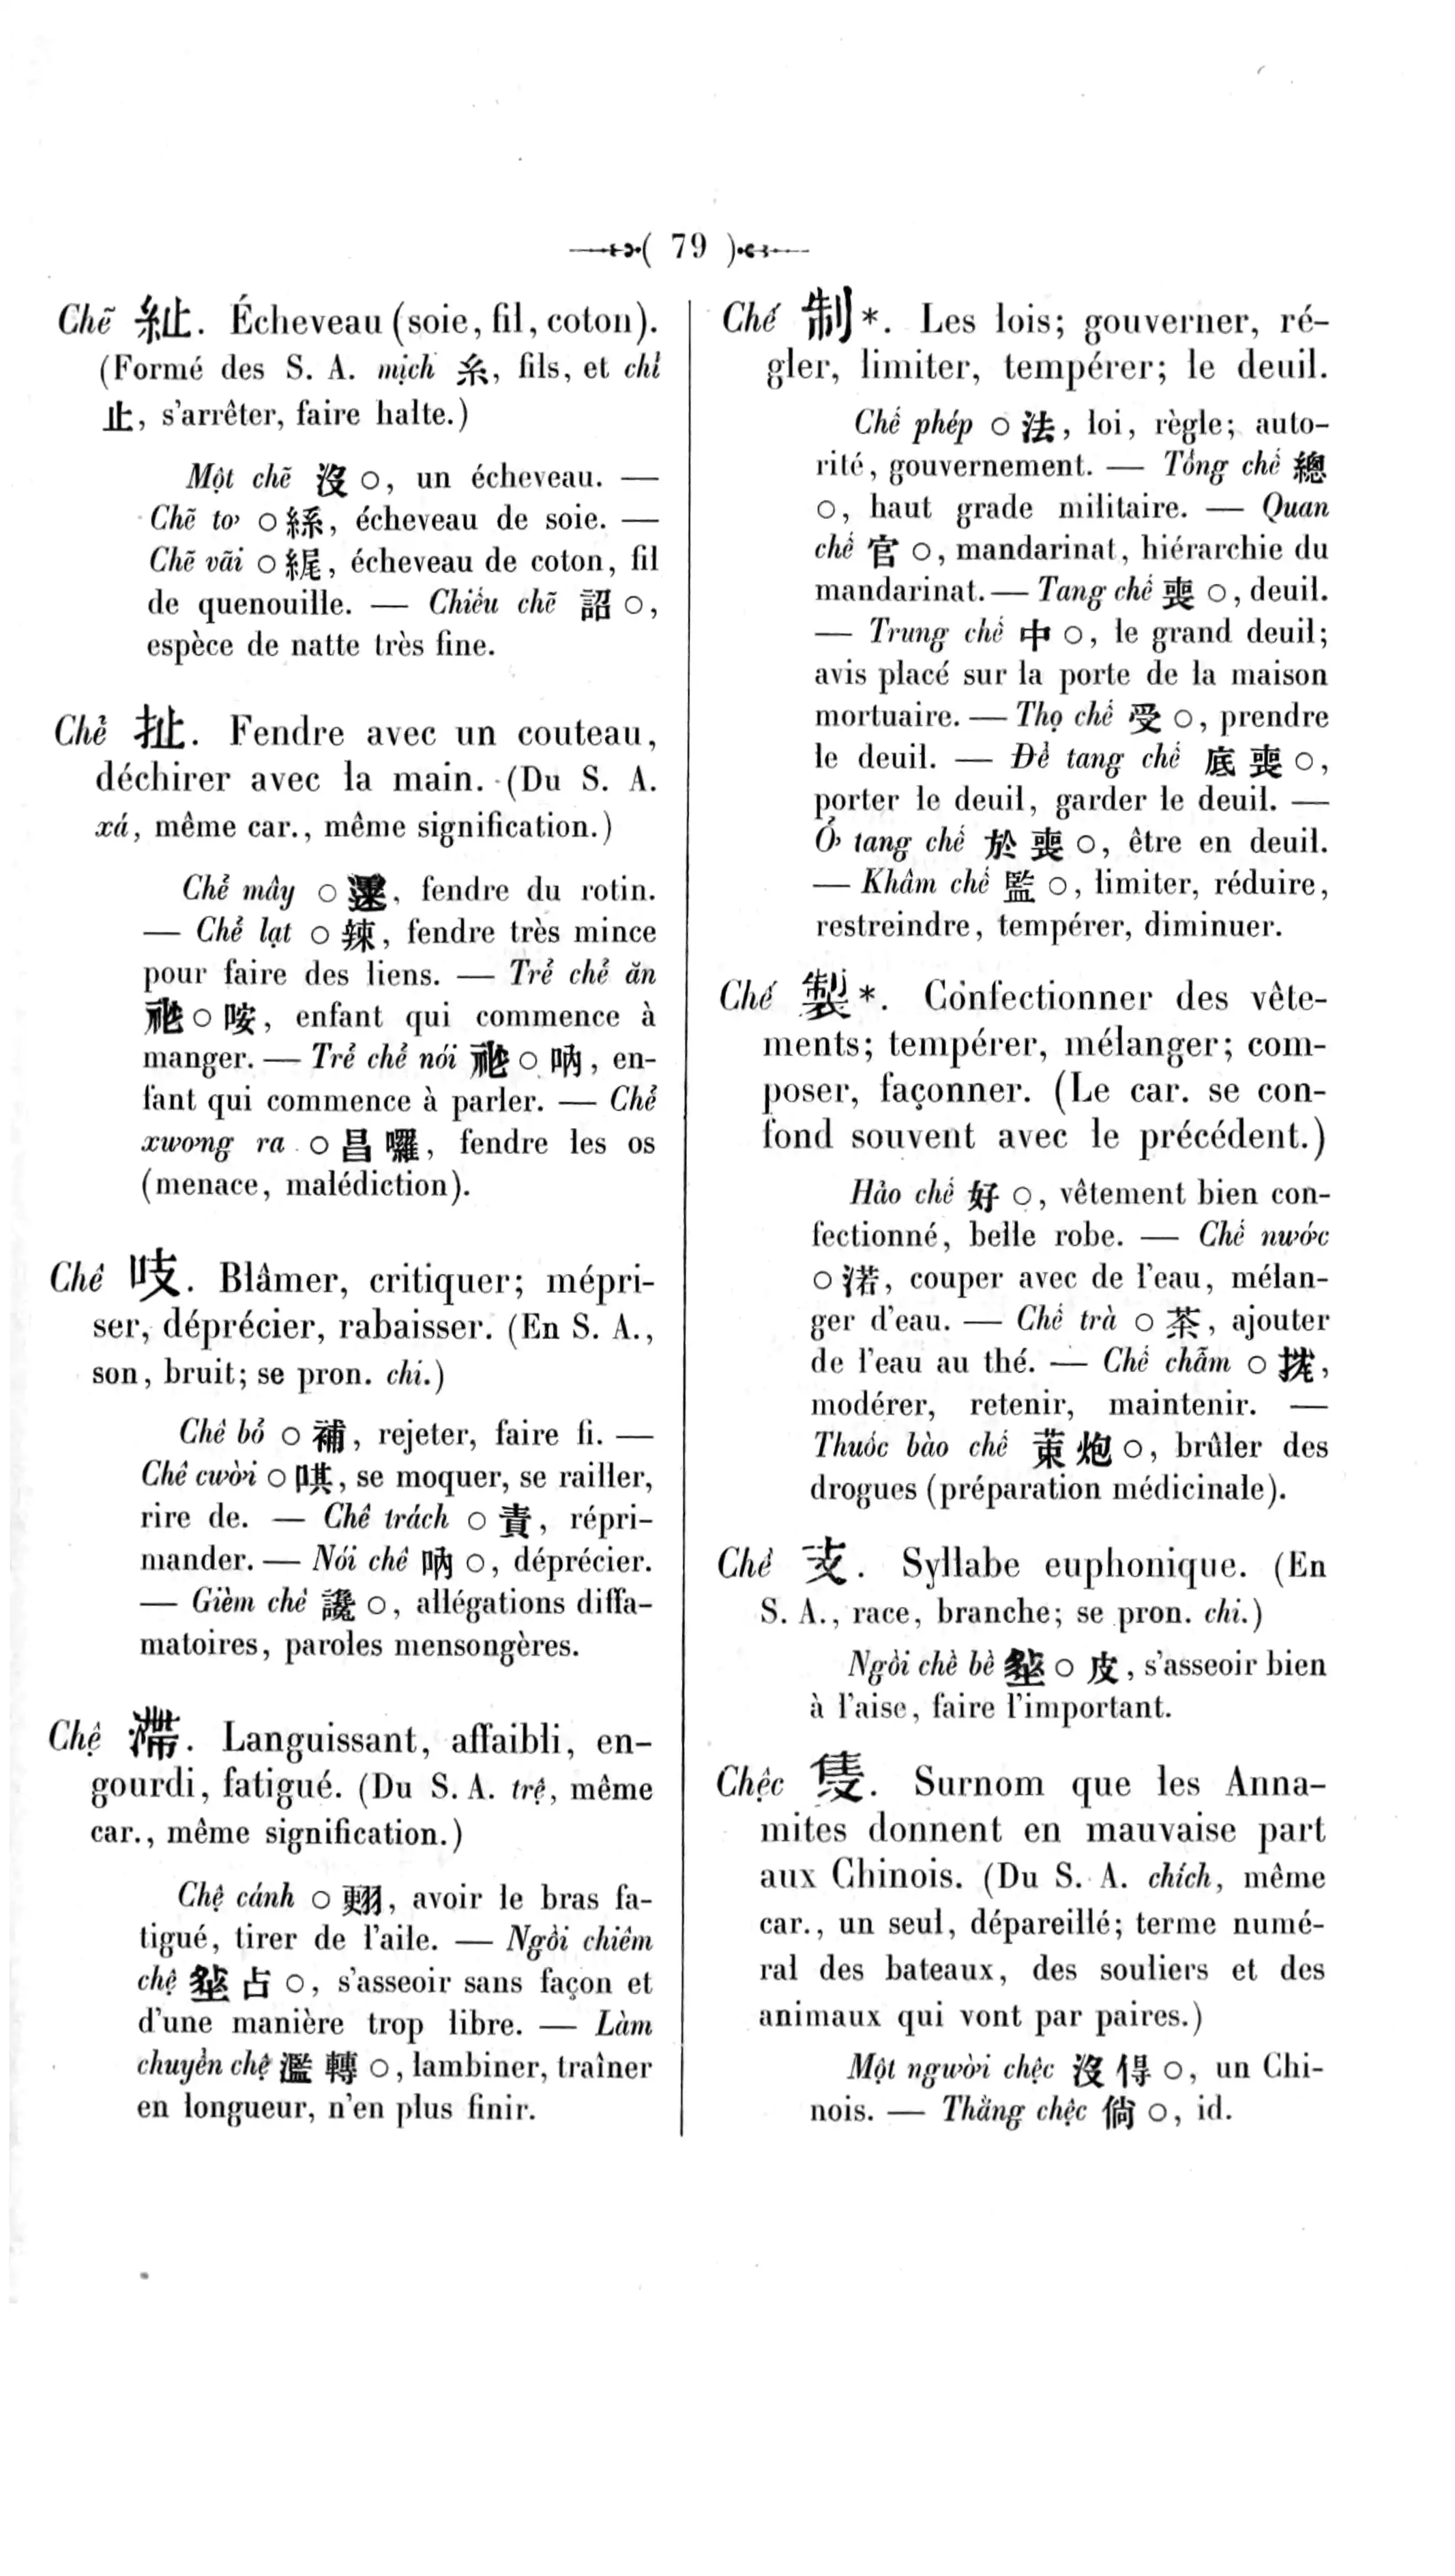 ( 79 )
Chẽ 紪. Écheveau (soie, fil, coton).
(Formé des S. A. mịch 糸, fils, et chỉ
止, s'arrêter, faire halte.)
Một chẽ 沒 ○, un écheveau. —
Chẽ tơ ○ 絲, écheveau de soie. —
Chẽ vãi ○ 緥, écheveau de coton, fil
de quenouille. — Chiếu chẽ 詔 ○,
espèce de natte très fine.
Chẻ 扯. Fendre avec un couteau,
déchirer avec la main. (Du S. A.
xá, même car., même signification.)
Chẻ mây ○, fendre du rotin.
— Chẻ lạt ○ 辣, fendre très mince
pour faire des liens. — Trẻ chẻ ăn
○ 咹, enfant qui commence à
manger. — Trẻ chẻ nói ○ 吶, en-
fant qui commence à parler. — Chẻ
xương ra ○ 昌 囉, fendre les os
(menace, malédiction).
Chê 吱. Blâmer, critiquer; mépri-
ser, déprécier, rabaisser. (En S. A.,
son, bruit; se pron. chi.)
Chê bỏ ○ 補, rejeter, faire fi. —
Chê cười ○ 唭, se moquer, se railler,
rire de. — Chê trách ○ 責, répri-
mander. — Nói chê 吶 ○, déprécier.
— Gièm chê 讒 ○, allégations diffa-
matoires, paroles mensongères.
Chệ 滯. Languissant, affaibli, en-
gourdi, fatigué. (Du S. A. trệ, même
car., même signification.)
Chệ cánh ○, avoir le bras fa-
tigué, tirer de l'aile. — Ngồi chiêm
chệ 占 ○, s'asseoir sans façon et
d'une manière trop libre. — Làm
chuyển chệ 濫 轉 ○, lambiner, traîner
en longueur, n'en plus finir.
Chế 制 *. Les lois; gouverner, ré-
gler, limiter, tempérer; le deuil.
Chế phép ○ 法, loi, règle; auto-
rité, gouvernement. — Tổng chế 總
○, haut grade militaire. — Quan
chế 官 ○, mandarinat, hiérarchie du
mandarinat. — Tang chế 喪 ○, deuil.
— Trung chế 中 ○, le grand deuil;
avis placé sur la porte de la maison
mortuaire. — Thọ chế 受 ○, prendre
le deuil. — Để tang chế 底 喪 ○,
porter le deuil, garder le deuil. —
Ở tang chế 於 喪 ○, être en deuil.
— Khâm chế 監 ○, limiter, réduire,
restreindre, tempérer, diminuer.
Chế 製 *. Confectionner des vête-
ments; tempérer, mélanger; com-
poser, façonner. (Le car. se con-
fond souvent avec le précédent.)
Hảo chế 好 ○, vêtement bien con-
fectionné, belle robe. — Chế nước
○ 渃, couper avec de l'eau, mélan-
ger d'eau. — Chế trà ○ 茶, ajouter
de l'eau au thé. — Chế chẫm ○,
modérer, retenir, maintenir. —
Thuốc bào chế 葉 炮 ○, brûler des
drogues (préparation médicinale).
Chề 支. Syllabe euphonique. (En
S. A., race, branche; se pron. chi.)
Ngồi chề bề ○ 皮, s'asseoir bien
à l'aise, faire l'important.
Chệc 隻. Surnom que les Anna-
mites donnent en mauvaise part
aux Chinois. (Du S. A. chích, même
car., un seul, dépareillé; terme numé-
ral des bateaux, des souliers et des
animaux qui vont par paires.)
Một người chệc 沒 㝵 ○, un Chi-
nois. — Thằng chệc 倘 ○, id.